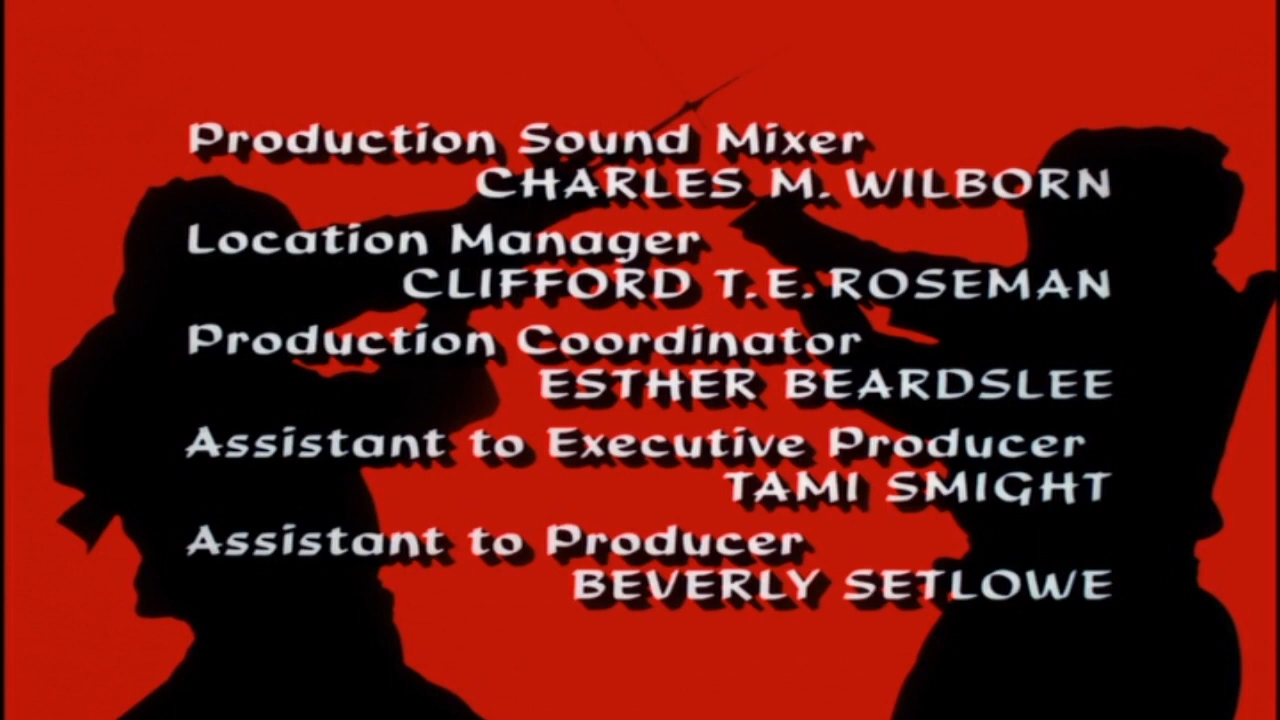 Production Sound Mixer
CHARLES M. WILBORN
Location Manager
CLIFFORD T.E. ROSEMAN
Production Coordinator
ESTHER BEARDSLEE
Assistant to Executive Producer
TAMI SMIGHT
Assistant to Producer
BEVERLY SETLOWE